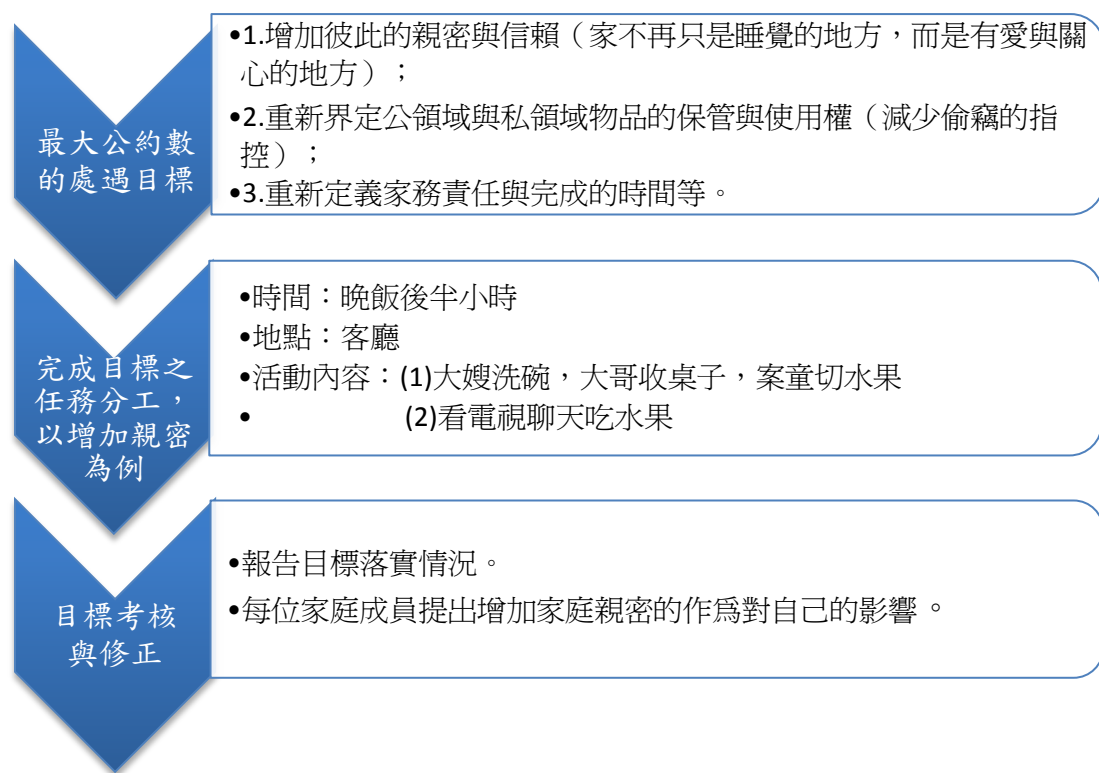 最大公約數
的處遇目標
•1.增加彼此的親密與信賴（家不再只是睡覺的地方，而是有愛與關
心的地方）；
•2.重新界定公領域與私領域物品的保管與使用權（減少偷竊的指
控）；
•3.重新定義家務責任與完成的時間等。
完成目標之
任務分工，
以增加親密
為例
•時間：晚飯後半小時
•地點：客廳
•活動內容：(1)大嫂洗碗，大哥收桌子，案童切水果
• (2)看電視聊天吃水果
目標考核
與修正
•報告目標落實情況。
•每位家庭成員提出增加家庭親密的作爲對自己的影響。